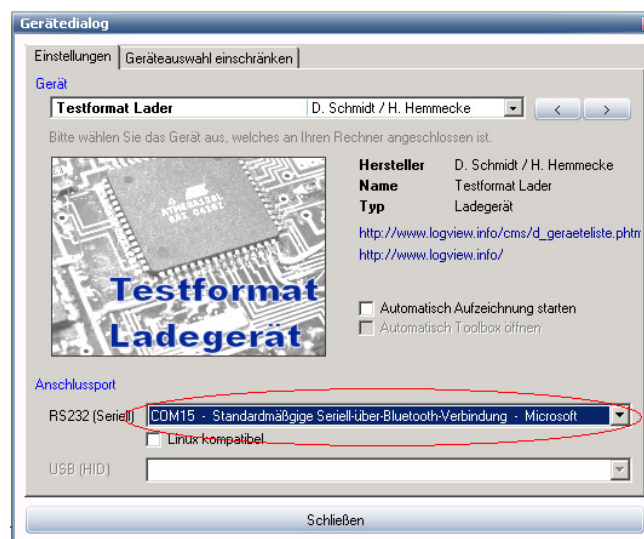 Gerätedialog
Einstellungen
Geräteauswahl einschränken
Gerät
Testformat Lader D. Schmidt / H. Hemmecke
< >
Bitte wählen Sie das Gerät aus, welches an Ihren Rechner angeschlossen ist.
ATMEGA128L
Testformat
Ladegerät
Hersteller D. Schmidt / H. Hemmecke
Name Testformat Lader
Typ Ladegerät
http://www.logview.info/cms/d_geraeteliste.phtm
http://www.logview.info/
Automatisch Aufzeichnung starten
Automatisch Toolbox öffnen
Anschlussport
RS232 (Seriell) COM15 - Standardmäßgige Seriell-über-Bluetooth-Verbindung - Microsoft
Linux kompatibel
USB (HID)
Schließen